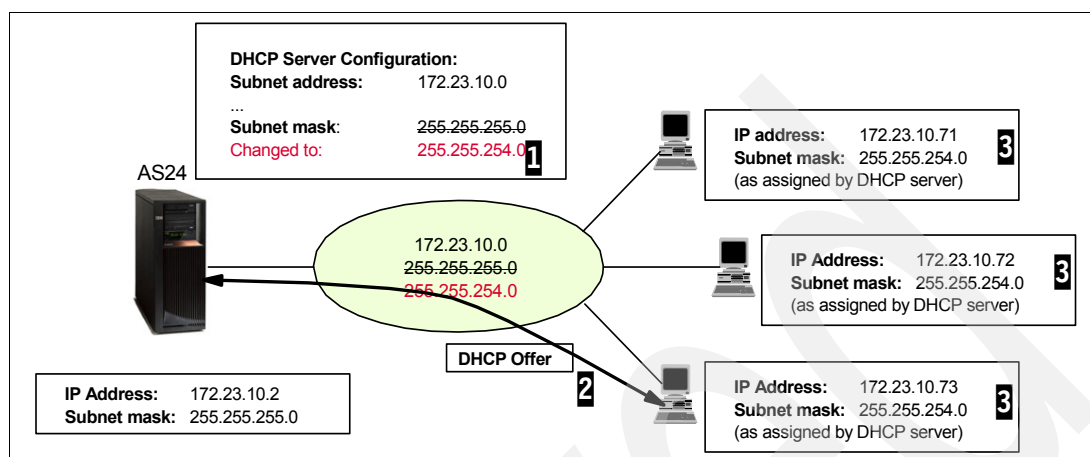 DHCP Server Configuration:
Subnet address: 172.23.10.0
...
Subnet mask: 255.255.255.0
Changed to: 255.255.254.0
1
AS24
172.23.10.0
255.255.255.0
255.255.254.0
DHCP Offer
2
IP Address: 172.23.10.2
Subnet mask: 255.255.255.0
IP address: 172.23.10.71
Subnet mask: 255.255.254.0
(as assigned by DHCP server)
3
IP Address: 172.23.10.72
Subnet mask: 255.255.254.0
(as assigned by DHCP server)
3
IP Address: 172.23.10.73
Subnet mask: 255.255.254.0
(as assigned by DHCP server)
3